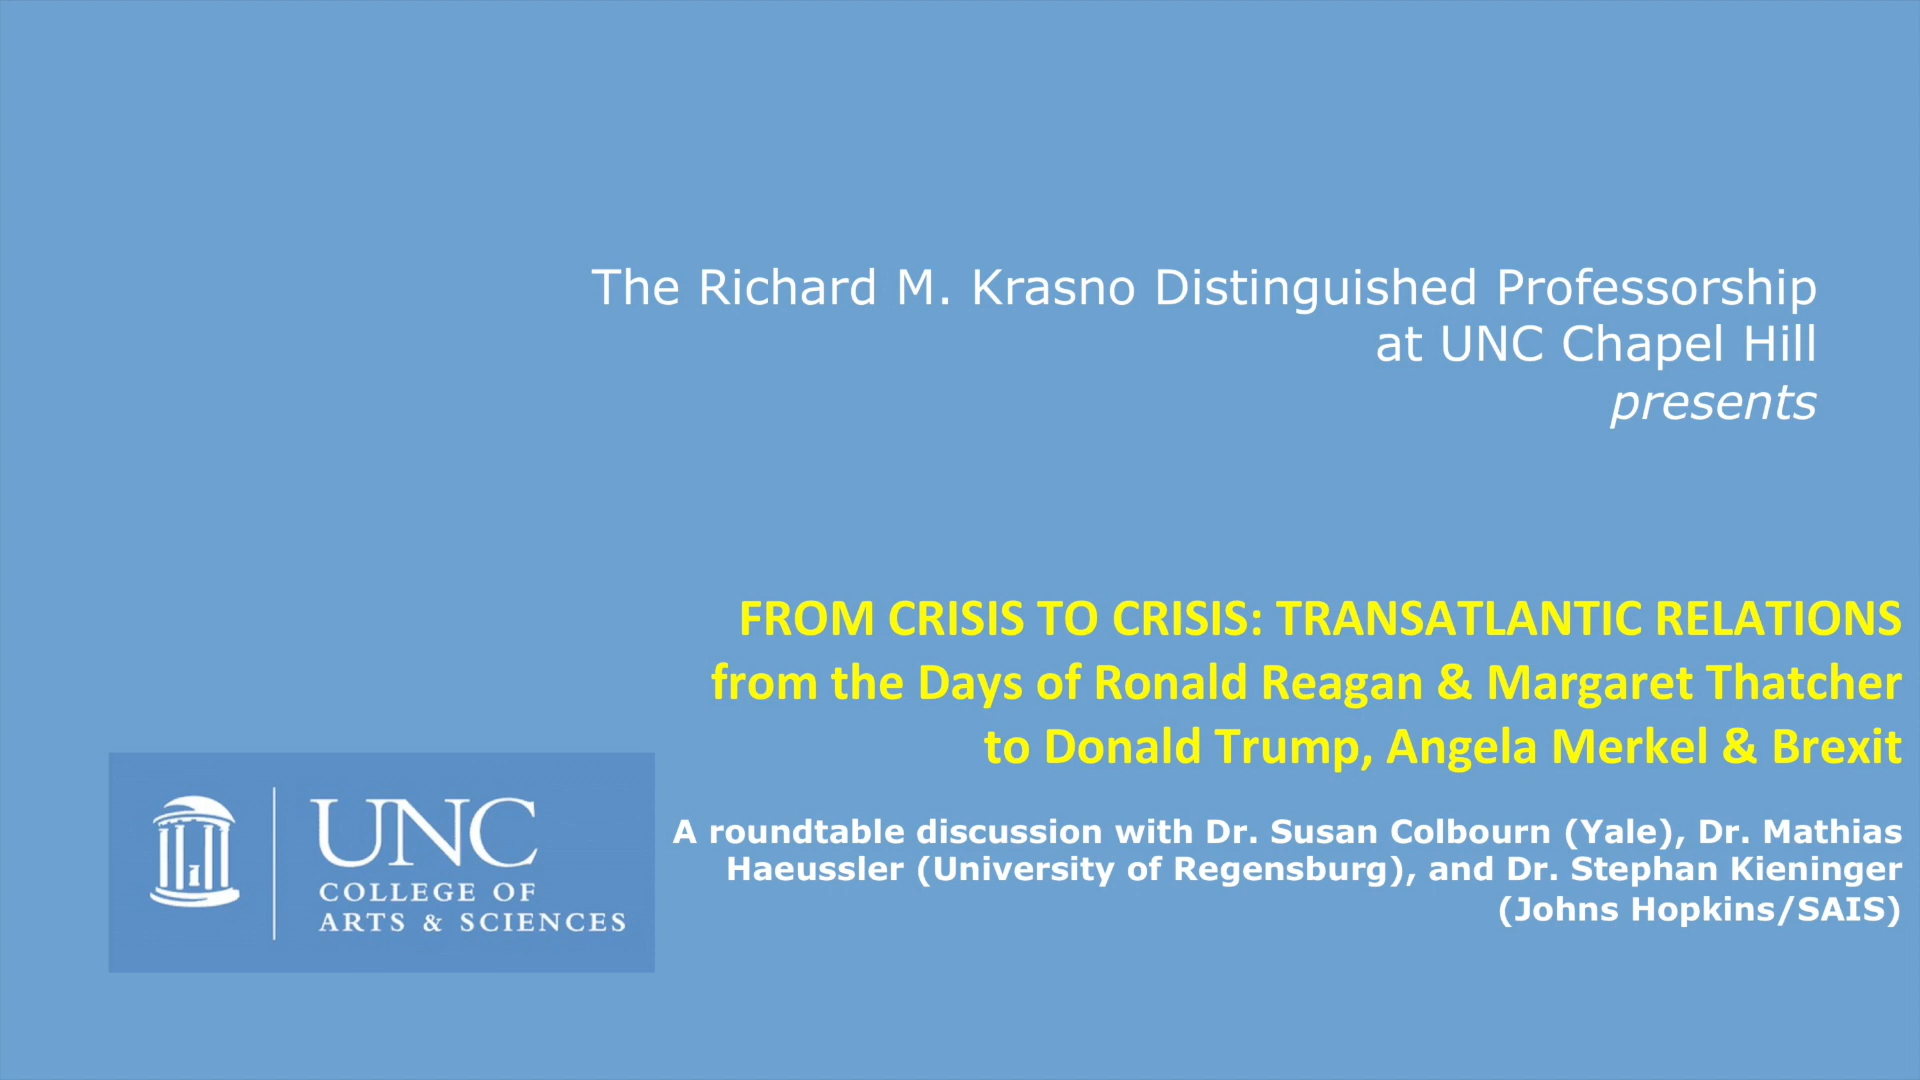 The Richard M. Krasno Distinguished Professorship
at UNC Chapel Hill
presents
FROM CRISIS TO CRISIS: TRANSATLANTIC RELATIONS
from the Days of Ronald Reagan & Margaret Thatcher
to Donald Trump, Angela Merkel & Brexit
A roundtable discussion with Dr. Susan Colbourn (Yale), Dr. Mathias
Haeussler (University of Regensburg), and Dr. Stephan Kieninger
(Johns Hopkins/SAIS)
UNC
COLLEGE OF
ARTS & SCIENCES